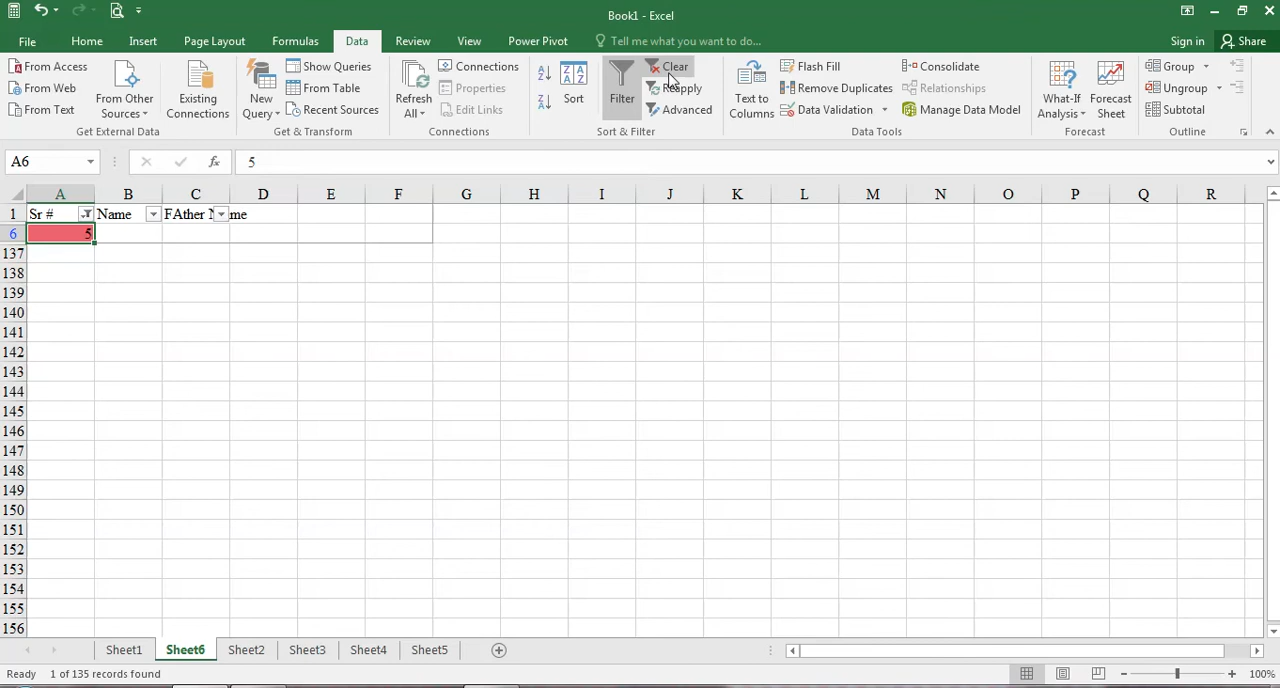 Book1 - Excel
File Home Insert Page Layout Formulas Data Review View Power Pivot Tell me what you want to do... Sign in Share
From Access
From Web
From Text
From Other Sources
Existing Connections
Get External Data
New Query
Show Queries
From Table
Recent Sources
Get & Transform
Refresh All
Connections
Properties
Edit Links
Connections
Sort
Filter
Clear
Reapply
Advanced
Sort & Filter
Text to Columns
Flash Fill
Remove Duplicates
Data Validation
Consolidate
Relationships
Manage Data Model
Data Tools
What-If Analysis
Forecast Sheet
Forecast
Group
Ungroup
Subtotal
Outline
A6 fx 5
A B C D E F G H I J K L M N O P Q R
1 Sr # Name FAther Name
6 5
137
138
139
140
141
142
143
144
145
146
147
148
149
150
151
152
153
154
155
156
Sheet1 Sheet6 Sheet2 Sheet3 Sheet4 Sheet5
Ready 1 of 135 records found 100%